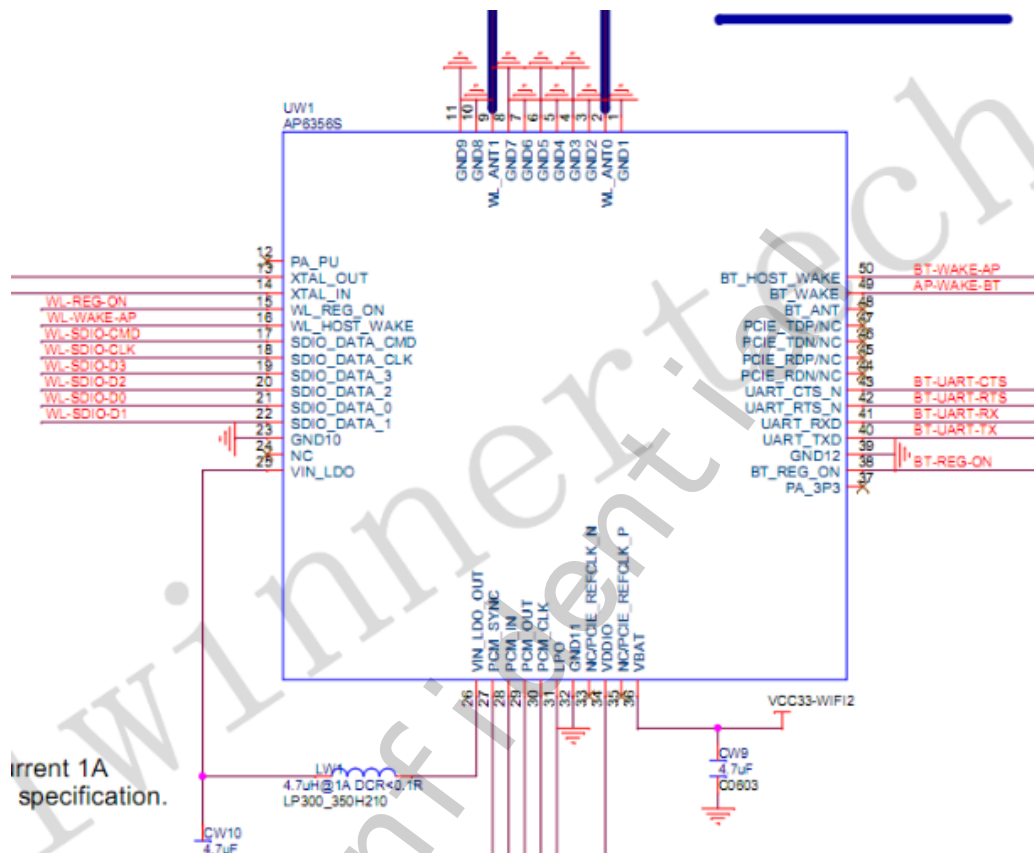 UW1
AP6356S
11 10 9 8 7 6 5 4 3 2 1
GND9 GND8 WL_ANT1 GND7 GND6 GND5 GND4 GND3 GND2 WL_ANT0 GND1
12 PA_PU
13 XTAL_OUT
14 XTAL_IN
WL-REG-ON 15 WL_REG_ON
WL-WAKE-AP 16 WL_HOST_WAKE
WL-SDIO-CMD 17 SDIO_DATA_CMD
WL-SDIO-CLK 18 SDIO_DATA_CLK
WL-SDIO-D3 19 SDIO_DATA_3
WL-SDIO-D2 20 SDIO_DATA_2
WL-SDIO-D0 21 SDIO_DATA_0
WL-SDIO-D1 22 SDIO_DATA_1
23 GND10
24 NC
25 VIN_LDO
BT_HOST_WAKE 50 BT-WAKE-AP
BT_WAKE 49 AP-WAKE-BT
BT_ANT 48
PCIE_TDP/NC 47
PCIE_TDN/NC 46
PCIE_RDP/NC 45
PCIE_RDN/NC 44
UART_CTS_N 43 BT-UART-CTS
UART_RTS_N 42 BT-UART-RTS
UART_RXD 41 BT-UART-RX
UART_TXD 40 BT-UART-TX
GND12 39
BT_REG_ON 38 BT-REG-ON
PA_3P3 37
VIN_LDO_OUT PCM_SYNC PCM_IN PCM_OUT PCM_CLK LPO GND11 NC/PCIE_REFCLK_N VDDIO NC/PCIE_REFCLK_P VBAT
26 27 28 29 30 31 32 33 34 35 36
VCC33-WIFI2
CW9
4.7uF
C0603
LW1
4.7uH@1A DCR<0.1R
LP300_350H210
rrent 1A
specification.
CW10
4.7uF
winnertech
nfidential